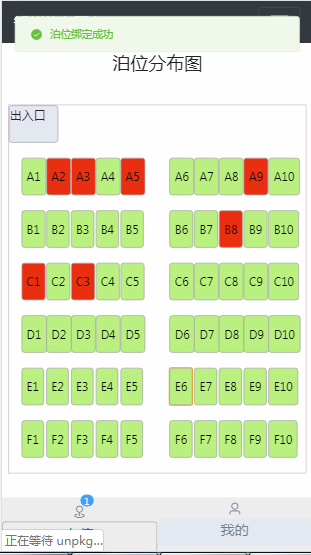 泊位绑定成功
泊位分布图
出入口
A1 A2 A3 A4 A5 A6 A7 A8 A9 A10
B1 B2 B3 B4 B5 B6 B7 B8 B9 B10
C1 C2 C3 C4 C5 C6 C7 C8 C9 C10
D1 D2 D3 D4 D5 D6 D7 D8 D9 D10
E1 E2 E3 E4 E5 E6 E7 E8 E9 E10
F1 F2 F3 F4 F5 F6 F7 F8 F9 F10
1
我的
正在等待 unpkg...